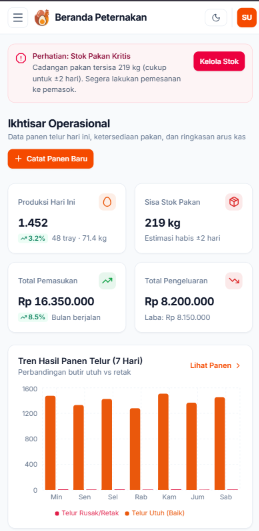 Beranda Peternakan
SU
Perhatian: Stok Pakan Kritis
Cadangan pakan tersisa 219 kg (cukup
untuk ±2 hari). Segera lakukan pemesanan
ke pemasok.
Kelola Stok
Ikhtisar Operasional
Data panen telur hari ini, ketersediaan pakan, dan ringkasan arus kas
+ Catat Panen Baru
Produksi Hari Ini
1.452
3.2% 48 tray · 71.4 kg
Sisa Stok Pakan
219 kg
Estimasi habis ±2 hari
Total Pemasukan
Rp 16.350.000
8.5% Bulan berjalan
Total Pengeluaran
Rp 8.200.000
Laba: Rp 8.150.000
Tren Hasil Panen Telur (7 Hari)
Perbandingan butir utuh vs retak
Lihat Panen
1600
1200
800
400
0
Min Sen Sel Rab Kam Jum Sab
Telur Rusak/Retak Telur Utuh (Baik)